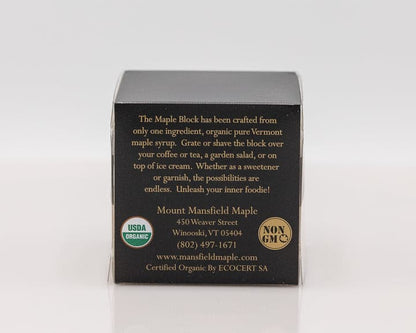 The Maple Block has been crafted from
only one ingredient, organic pure Vermont
maple syrup. Grate or shave the block over
your coffee or tea, a garden salad, or on
top of ice cream. Whether as a sweetener
or garnish, the possibilities are
endless. Unleash your inner foodie!
Mount Mansfield Maple
450 Weaver Street
Winooski, VT 05404
(802) 497-1671
www.mansfieldmaple.com
Certified Organic By ECOCERT SA
USDA
ORGANIC
NON
GMO